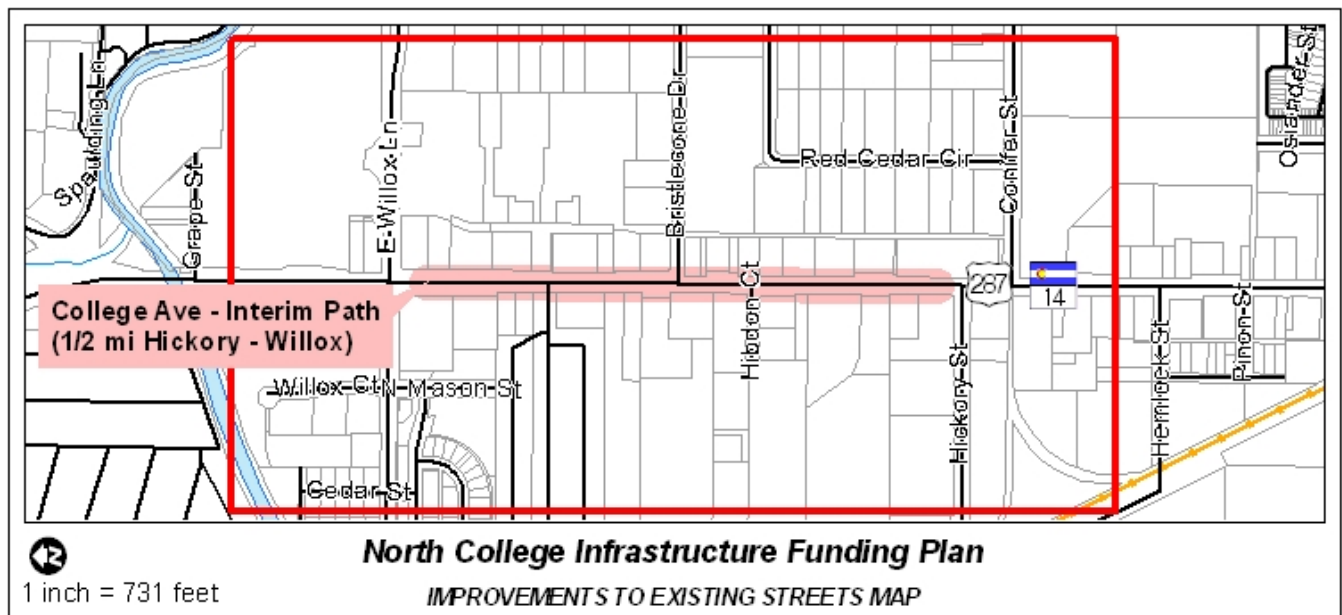 Spaulding Ln
Grape St
E Willox Ln
Bristlecone Dr
Red Cedar Cir
Conifer St
Osiander St
College Ave - Interim Path
(1/2 mi Hickory - Willox)
287
14
Hibdon Ct
Hickory St
Hemlock St
Pinon St
Willox Ct
N Mason St
Cedar St
North College Infrastructure Funding Plan
1 inch = 731 feet
IMPROVEMENTS TO EXISTING STREETS MAP